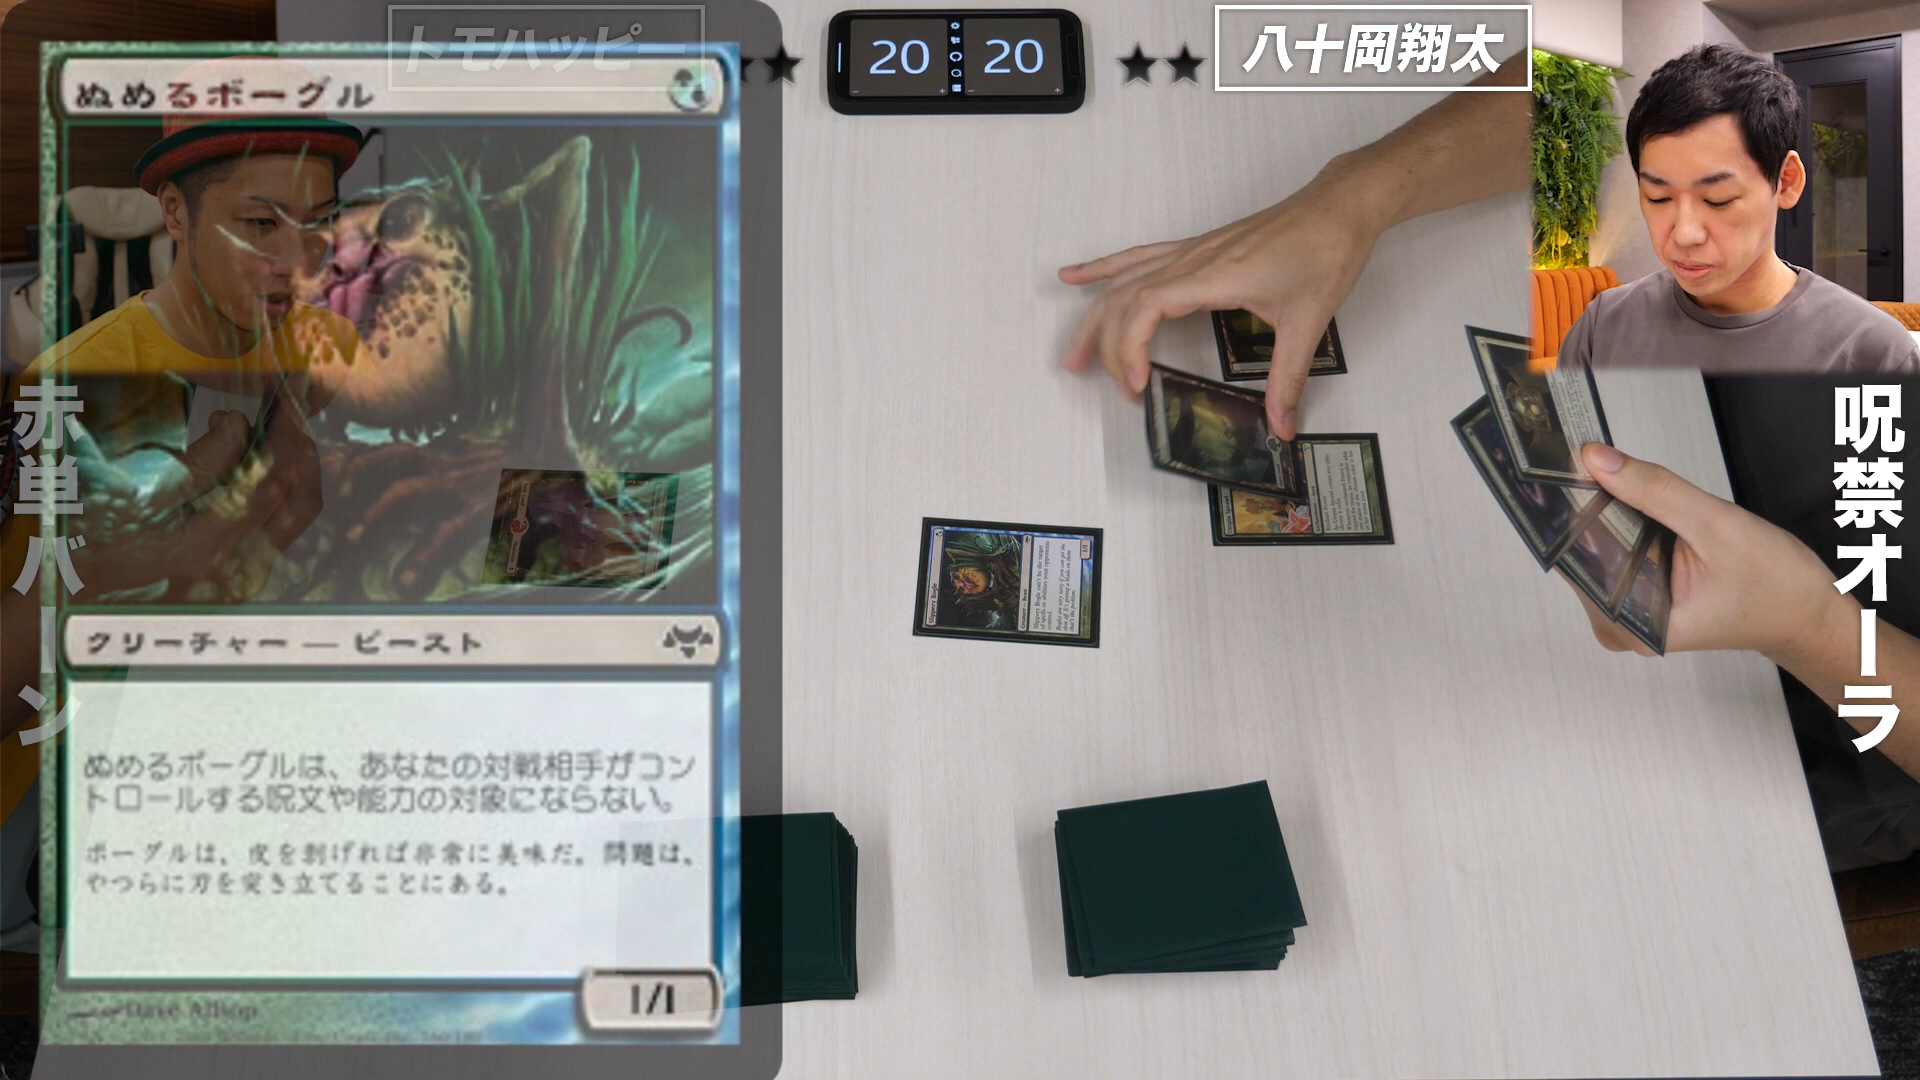 トモハッピー
★★
20
20
★★
八十岡翔太
ぬめるボーグル
赤単バーン
呪禁オーラ
クリーチャー ― ビースト
ぬめるボーグルは、あなたの対戦相手がコン
トロールする呪文や能力の対象にならない。
ボーグルは、皮を剥げれば非常に美味だ。問題は、
やつらに刃を突き立てることにある。
1/1
Dave Allsop
Slippery Bogle
Utopia Sprawl